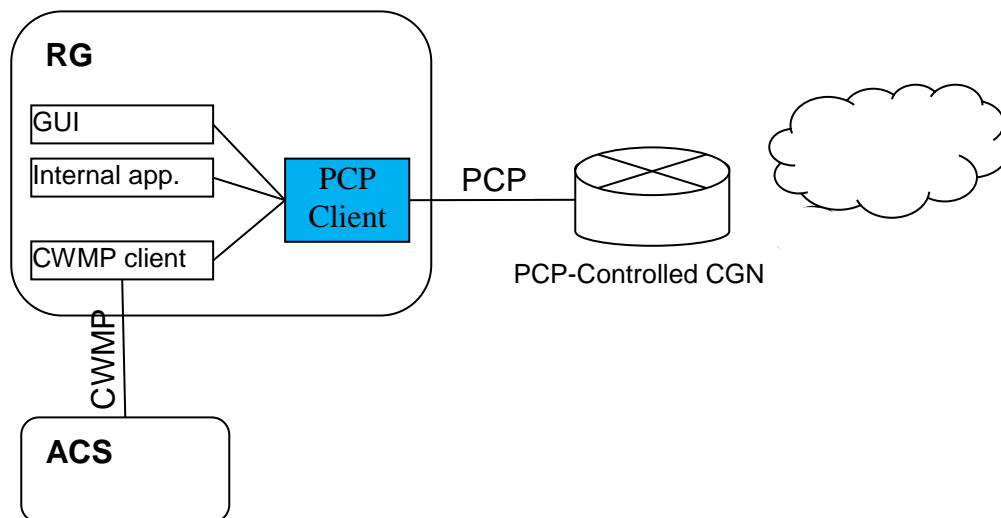 RG
GUI
Internal app.
CWMP client
PCP
Client
PCP
PCP-Controlled CGN
CWMP
ACS